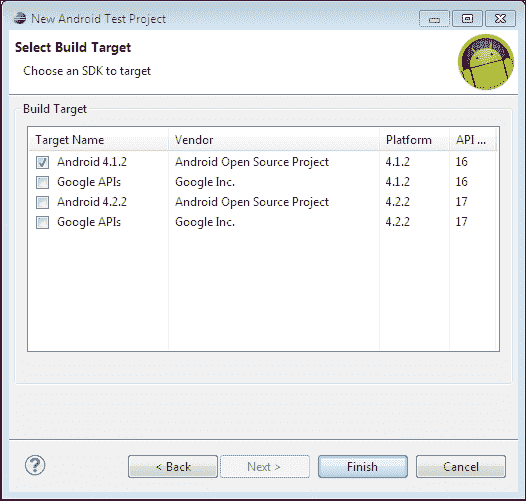 New Android Test Project
Select Build Target
Choose an SDK to target
Build Target
Target Name Vendor Platform API ...
Android 4.1.2 Android Open Source Project 4.1.2 16
Google APIs Google Inc. 4.1.2 16
Android 4.2.2 Android Open Source Project 4.2.2 17
Google APIs Google Inc. 4.2.2 17
? < Back Next > Finish Cancel